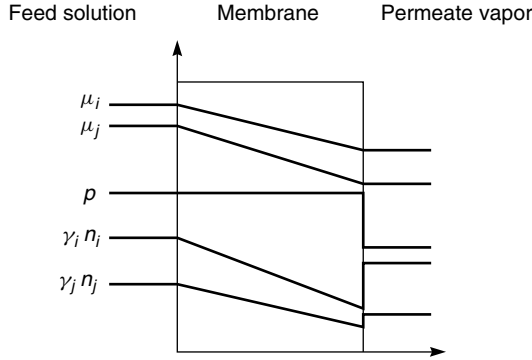 Feed solution Membrane Permeate vapor
μi
μj
p
γi ni
γj nj